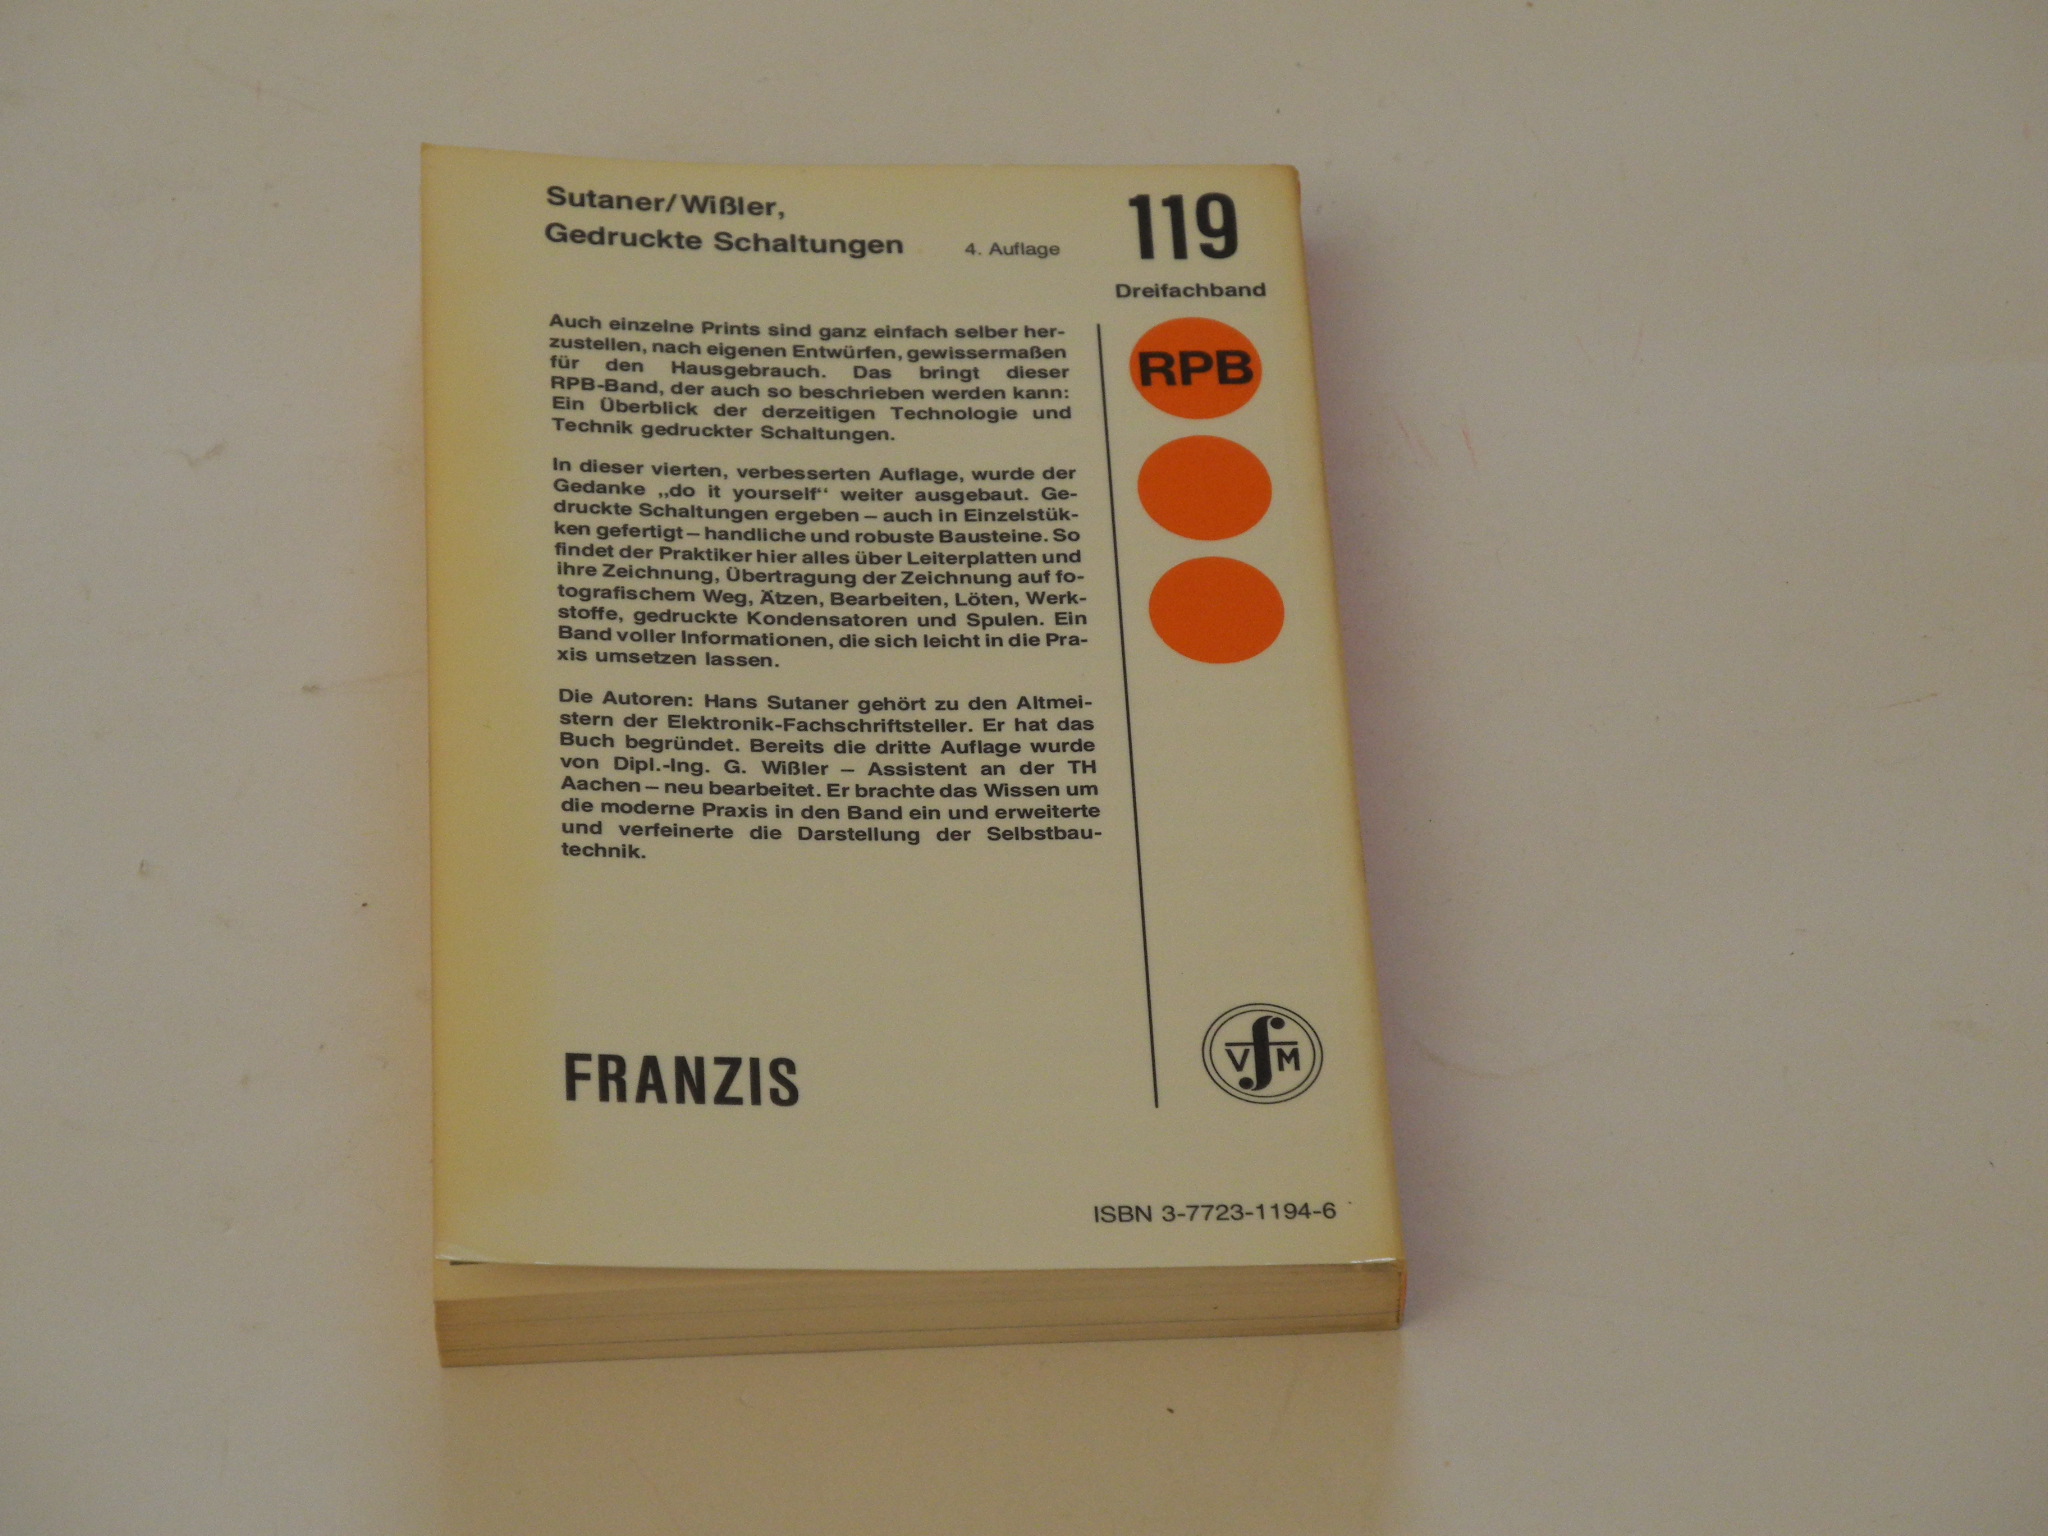 Sutaner/Wißler,
Gedruckte Schaltungen 4. Auflage
119
Dreifachband
RPB
Auch einzelne Prints sind ganz einfach selber her-
zustellen, nach eigenen Entwürfen, gewissermaßen
für den Hausgebrauch. Das bringt dieser
RPB-Band, der auch so beschrieben werden kann:
Ein Überblick der derzeitigen Technologie und
Technik gedruckter Schaltungen.
In dieser vierten, verbesserten Auflage, wurde der
Gedanke „do it yourself“ weiter ausgebaut. Ge-
druckte Schaltungen ergeben – auch in Einzelstük-
ken gefertigt – handliche und robuste Bausteine. So
findet der Praktiker hier alles über Leiterplatten und
ihre Zeichnung, Übertragung der Zeichnung auf fo-
tografischem Weg, Ätzen, Bearbeiten, Löten, Werk-
stoffe, gedruckte Kondensatoren und Spulen. Ein
Band voller Informationen, die sich leicht in die Pra-
xis umsetzen lassen.
Die Autoren: Hans Sutaner gehört zu den Altmei-
stern der Elektronik-Fachschriftsteller. Er hat das
Buch begründet. Bereits die dritte Auflage wurde
von Dipl.-Ing. G. Wißler – Assistent an der TH
Aachen – neu bearbeitet. Er brachte das Wissen um
die moderne Praxis in den Band ein und erweiterte
und verfeinerte die Darstellung der Selbstbau-
technik.
FRANZIS
VfM
ISBN 3-7723-1194-6